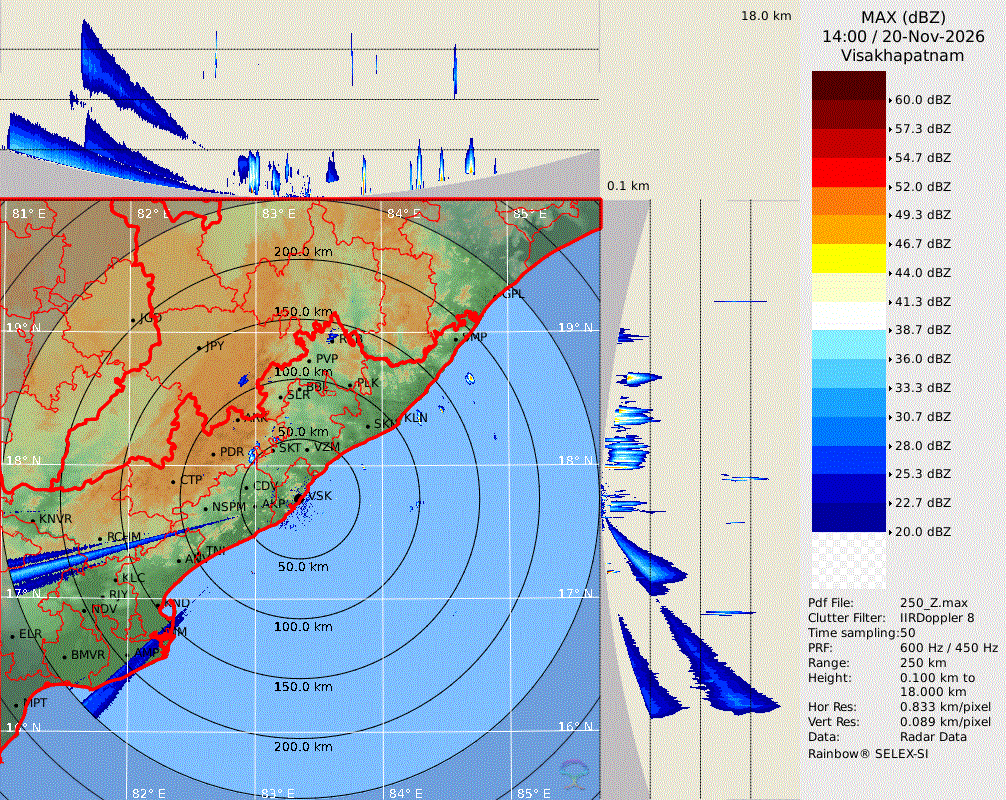 18.0 km
MAX (dBZ)
14:00 / 20-Nov-2026
Visakhapatnam
60.0 dBZ
57.3 dBZ
54.7 dBZ
52.0 dBZ
49.3 dBZ
46.7 dBZ
44.0 dBZ
41.3 dBZ
38.7 dBZ
36.0 dBZ
33.3 dBZ
30.7 dBZ
28.0 dBZ
25.3 dBZ
22.7 dBZ
20.0 dBZ
0.1 km
81° E
82° E
83° E
84° E
85° E
200.0 km
GPL
150.0 km
JGD
19° N
19° N
JPY
PVP
100.0 km
PLK
BBL
SLR
KLN
SKL
50.0 km
PDR
SKT
VZM
18° N
18° N
CTP
CDV
VSK
NSPM
AKP
KNVR
TNI
50.0 km
KLC
RJY
17° N
17° N
NDV
100.0 km
ELR
BMVR
AMP
150.0 km
16° N
16° N
200.0 km
82° E
83° E
84° E
85° E
Pdf File: 250_Z.max
Clutter Filter: IIRDoppler 8
Time sampling:50
PRF: 600 Hz / 450 Hz
Range: 250 km
Height: 0.100 km to
18.000 km
Hor Res: 0.833 km/pixel
Vert Res: 0.089 km/pixel
Data: Radar Data
Rainbow® SELEX-SI